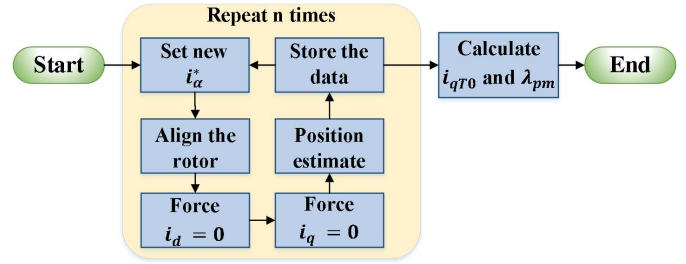 Repeat n times
Start
Set new
i*α
Store the
data
Calculate
iqT0 and λpm
End
Align the
rotor
Position
estimate
Force
id = 0
Force
iq = 0